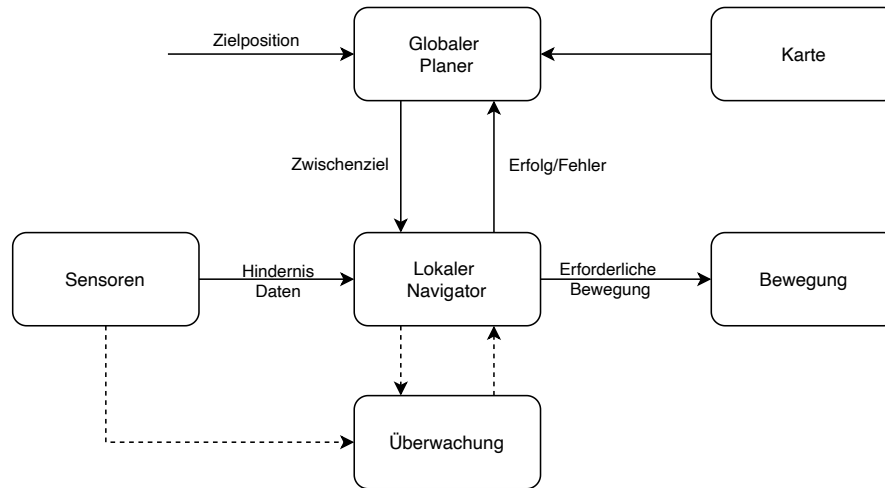 Zielposition
Globaler
Planer
Karte
Zwischenziel
Erfolg/Fehler
Sensoren
Hindernis
Daten
Lokaler
Navigator
Erforderliche
Bewegung
Bewegung
Überwachung